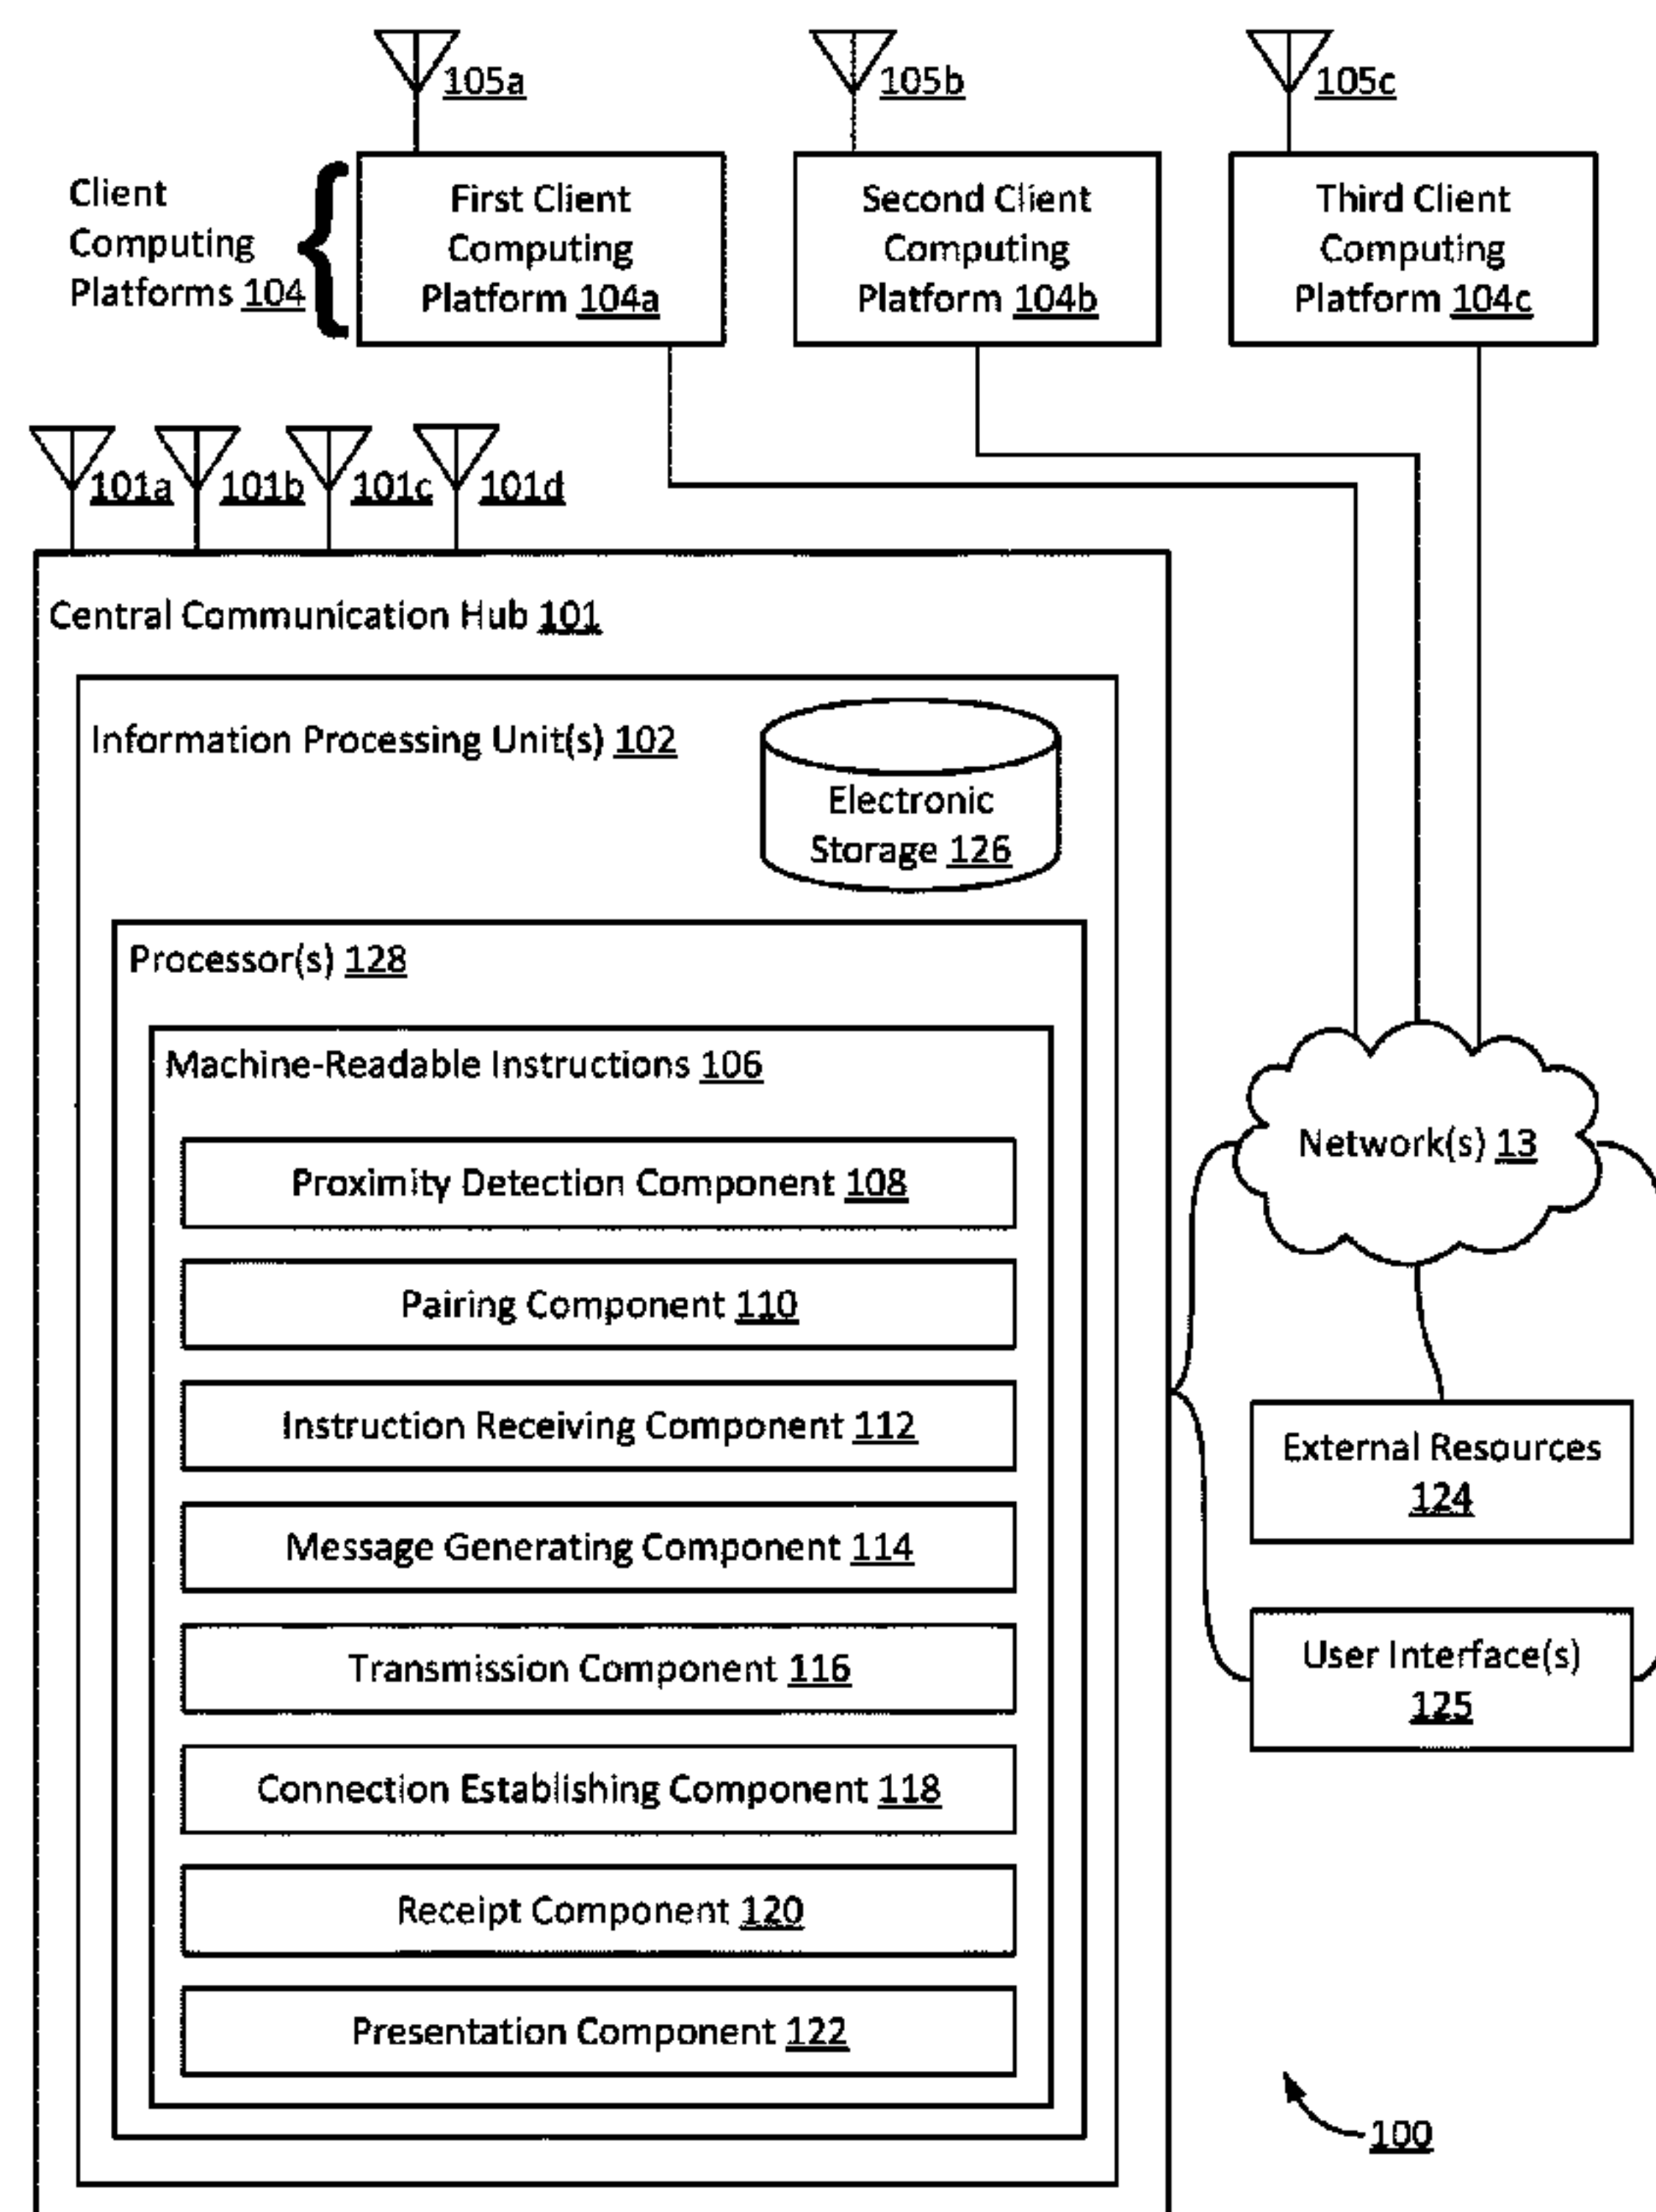 105a
105b
105c
Client
Computing
Platforms 104
First Client
Computing
Platform 104a
Second Client
Computing
Platform 104b
Third Client
Computing
Platform 104c
101a
101b
101c
101d
Central Communication Hub 101
Information Processing Unit(s) 102
Electronic
Storage 126
Processor(s) 128
Machine-Readable Instructions 106
Proximity Detection Component 108
Pairing Component 110
Instruction Receiving Component 112
Message Generating Component 114
Transmission Component 116
Connection Establishing Component 118
Receipt Component 120
Presentation Component 122
Network(s) 13
External Resources
124
User Interface(s)
125
100